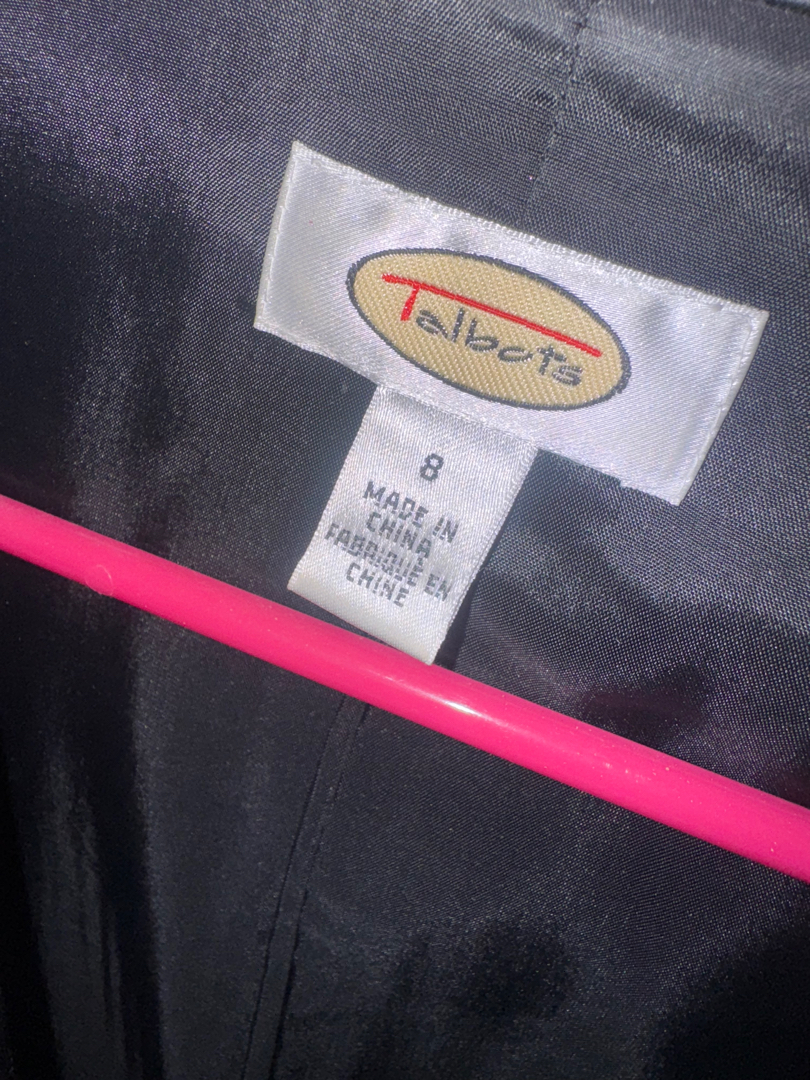 Talbots
8
MADE IN
CHINA
FABRIQUÉ EN
CHINE